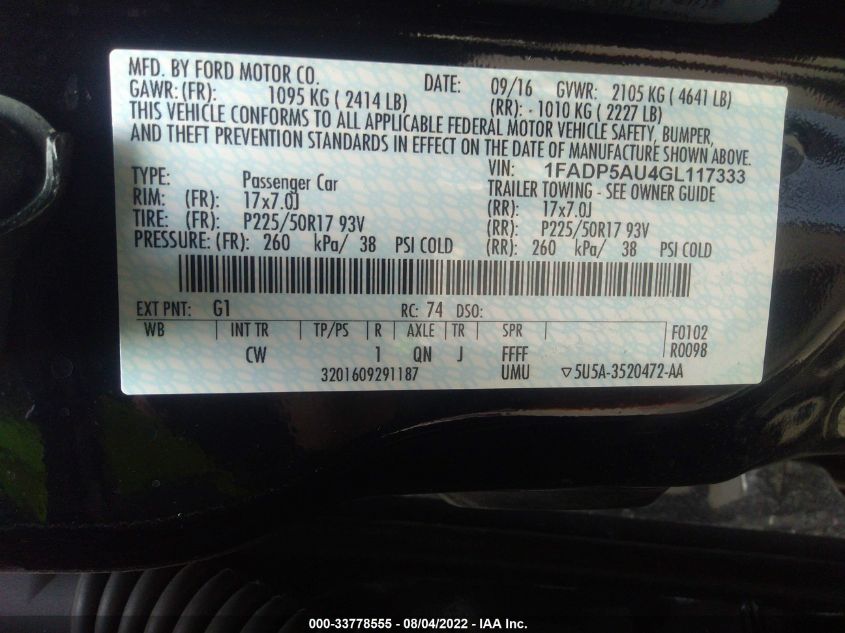 MFD. BY FORD MOTOR CO. DATE: 09/16 GVWR: 2105 KG ( 4641 LB)
GAWR:(FR): 1095 KG ( 2414 LB) (RR): - 1010 KG ( 2227 LB)
THIS VEHICLE CONFORMS TO ALL APPLICABLE FEDERAL MOTOR VEHICLE SAFETY, BUMPER,
AND THEFT PREVENTION STANDARDS IN EFFECT ON THE DATE OF MANUFACTURE SHOWN ABOVE.
VIN: 1FADP5AU4GL117333
TYPE: Passenger Car TRAILER TOWING - SEE OWNER GUIDE
RIM: (FR): 17x7.0J (RR): 17x7.0J
TIRE: (FR): P225/50R17 93V (RR): P225/50R17 93V
PRESSURE: (FR): 260 kPa/ 38 PSI COLD (RR): 260 kPa/ 38 PSI COLD
EXT PNT: G1 RC: 74 DSO:
WB INT TR TP/PS R AXLE TR SPR F0102
CW 1 QN J FFFF R0098
3201609291187 UMU ▽5U5A-3520472-AA
000-33778555 - 08/04/2022 - IAA Inc.